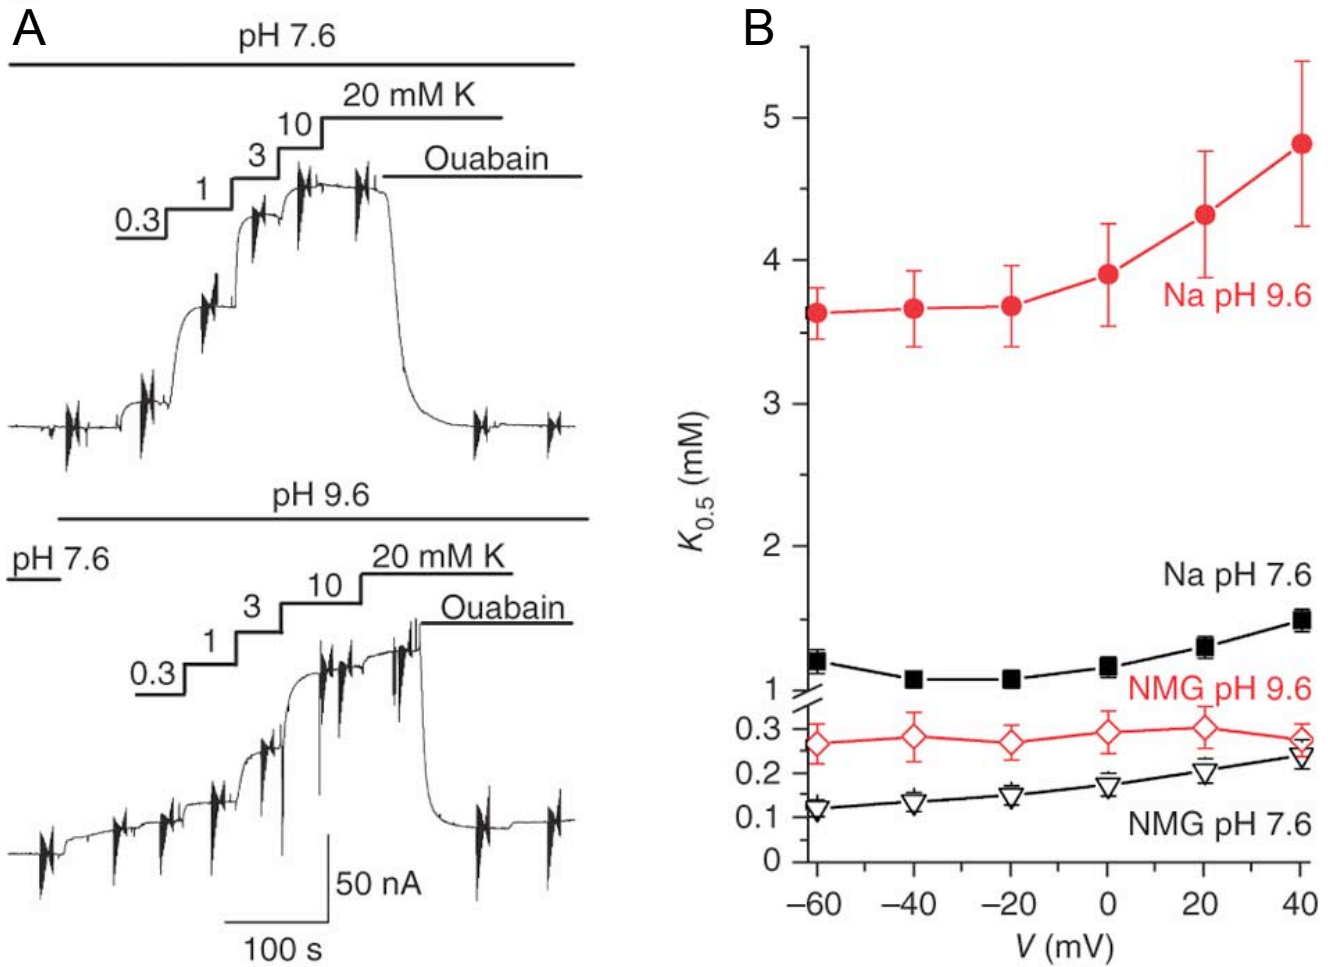 A
pH 7.6
20 mM K
10
3
1
0.3
Ouabain
pH 9.6
pH 7.6
20 mM K
10
3
1
0.3
Ouabain
50 nA
100 s
B
5
4
3
2
1
0.3
0.2
0.1
0
K0.5 (mM)
Na pH 9.6
Na pH 7.6
NMG pH 9.6
NMG pH 7.6
–60 –40 –20 0 20 40
V (mV)